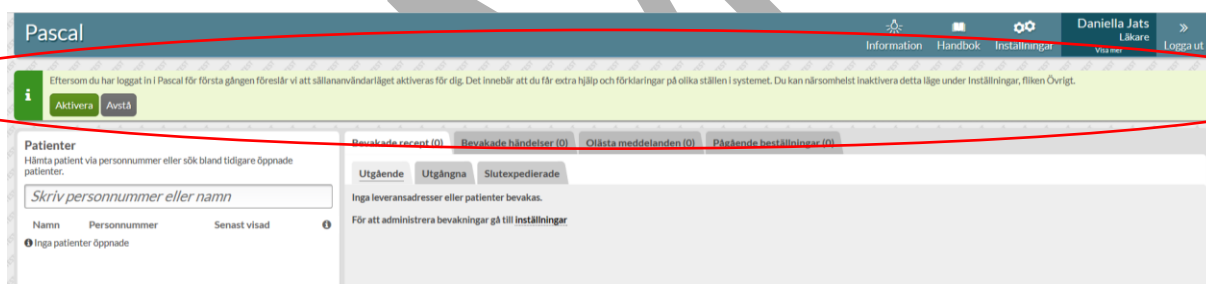 Pascal
Information
Handbok
Inställningar
Daniella Jats
Läkare
Visa mer
Logga ut
Eftersom du har loggat in i Pascal för första gången föreslår vi att sällananvändarläget aktiveras för dig. Det innebär att du får extra hjälp och förklaringar på olika ställen i systemet. Du kan närsomhelst inaktivera detta läge under Inställningar, fliken Övrigt.
Aktivera Avstå
Patienter
Hämta patient via personnummer eller sök bland tidigare öppnade
patienter.
Skriv personnummer eller namn
Namn Personnummer Senast visad
Inga patienter öppnade
Bevakade recept (0) Bevakade händelser (0) Olästa meddelanden (0) Pågående beställningar (0)
Utgående Utgångna Slutexpedierade
Inga leveransadresser eller patienter bevakas.
För att administrera bevakningar gå till inställningar